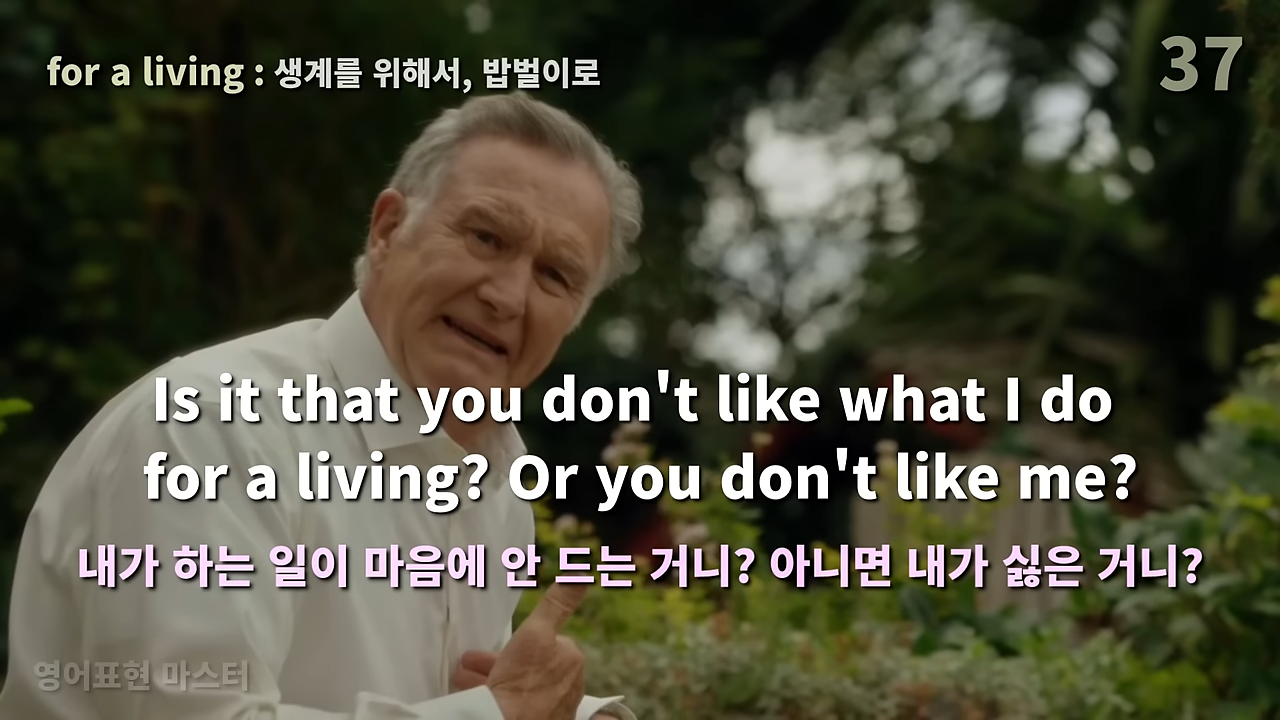 for a living : 생계를 위해서, 밥벌이로
37
Is it that you don't like what I do
for a living? Or you don't like me?
내가 하는 일이 마음에 안 드는 거니? 아니면 내가 싫은 거니?
영어표현 마스터